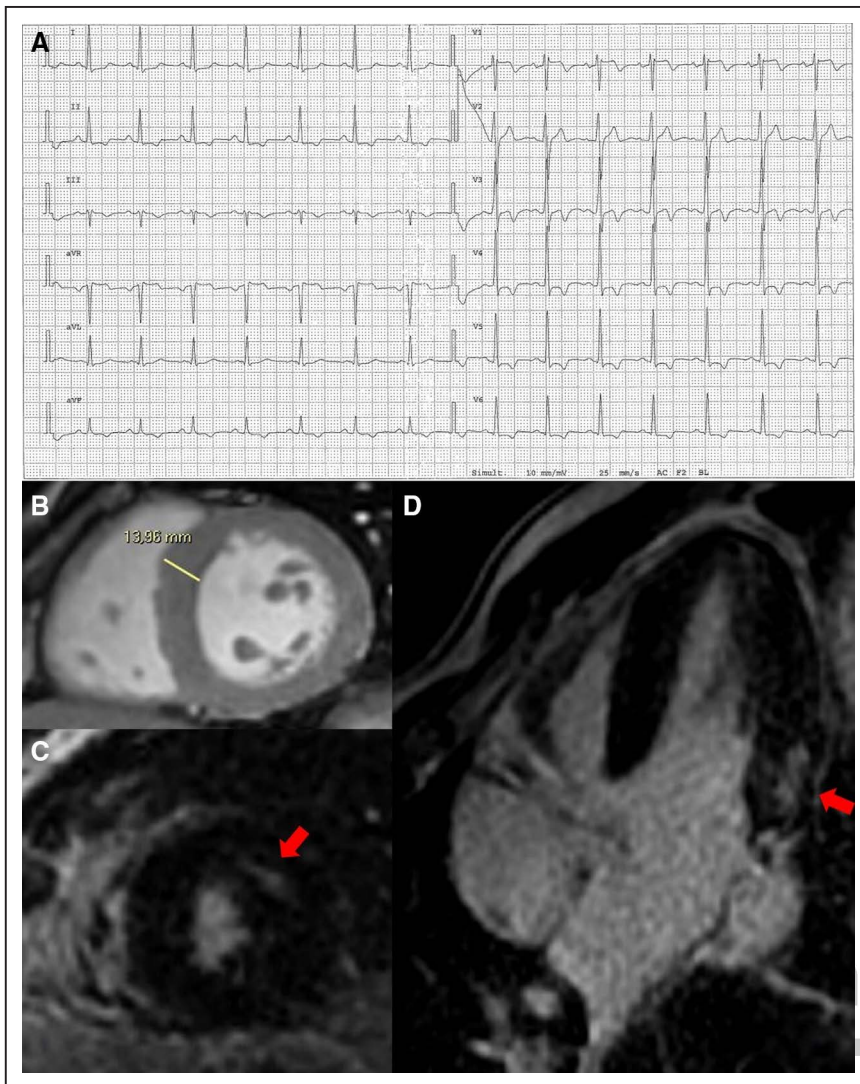 A
I
V1
II
V2
III
V3
aVR
V4
aVL
V5
aVF
V6
Simult. 10 mm/mV 25 mm/s AC F2 BL
B
13,96 mm
D
C